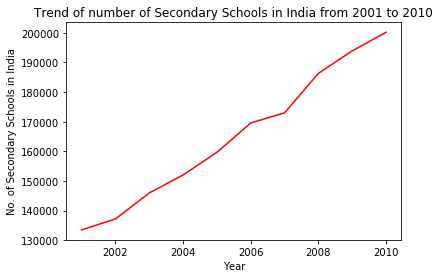 Trend of number of Secondary Schools in India from 2001 to 2010
No. of Secondary Schools in India
200000
190000
180000
170000
160000
150000
140000
130000
2002 2004 2006 2008 2010
Year